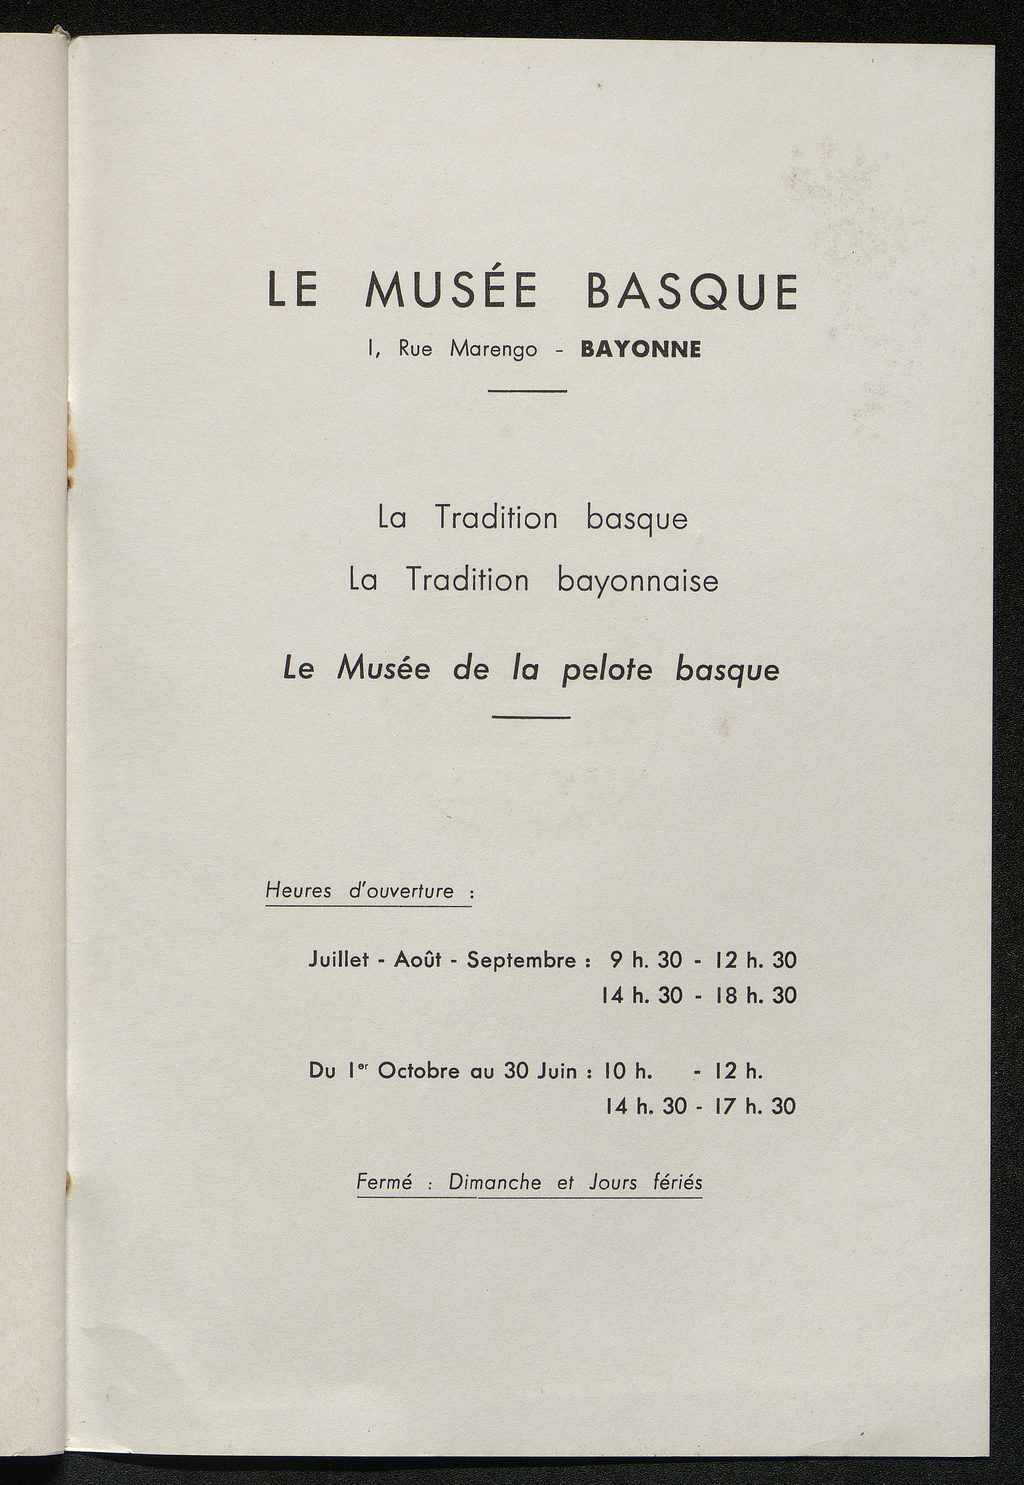 LE MUSÉE BASQUE
1, Rue Marengo - BAYONNE
La Tradition basque
La Tradition bayonnaise
Le Musée de la pelote basque
Heures d'ouverture :
Juillet - Août - Septembre : 9 h. 30 - 12 h. 30
14 h. 30 - 18 h. 30
Du 1er Octobre au 30 Juin : 10 h. - 12 h.
14 h. 30 - 17 h. 30
Fermé : Dimanche et Jours fériés